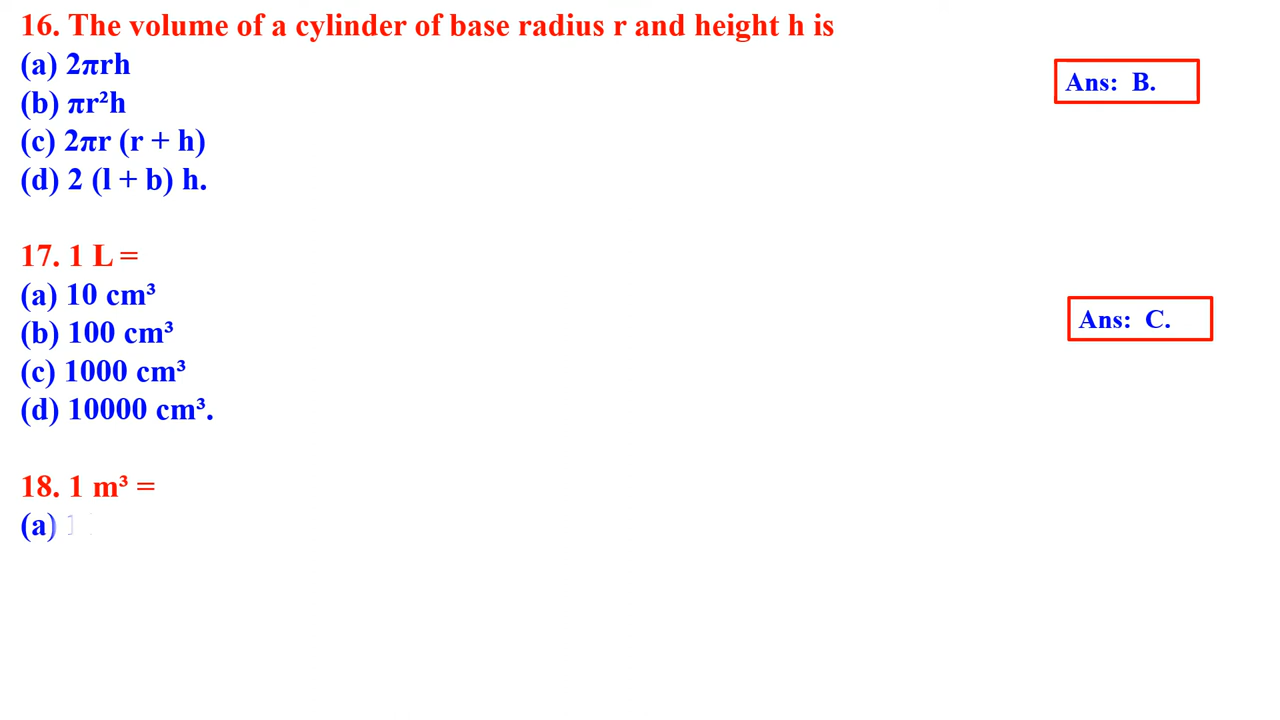 16. The volume of a cylinder of base radius r and height h is
(a) 2πrh
Ans: B.
(b) πr²h
(c) 2πr (r + h)
(d) 2 (l + b) h.
17. 1 L =
(a) 10 cm³
Ans: C.
(b) 100 cm³
(c) 1000 cm³
(d) 10000 cm³.
18. 1 m³ =
(a) 1